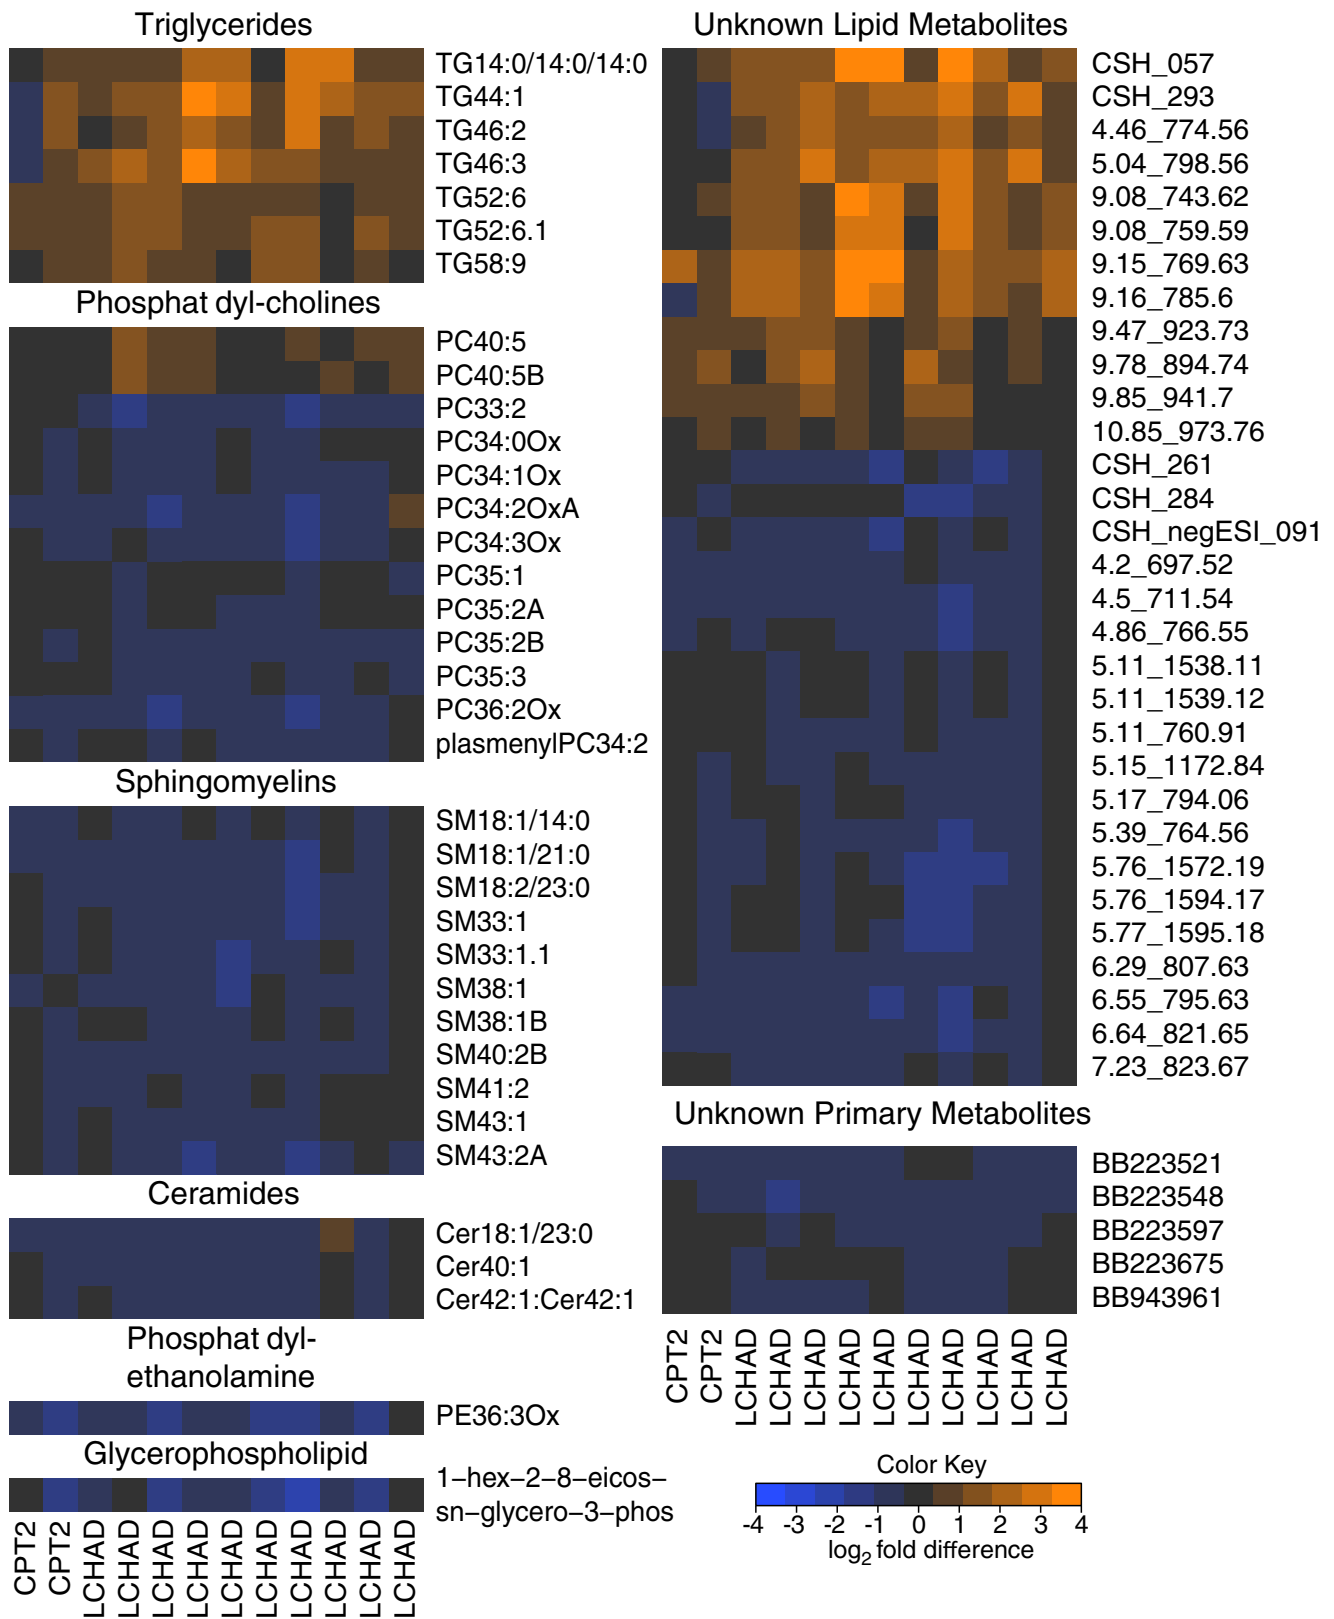 Triglycerides
TG14:0/14:0/14:0
TG44:1
TG46:2
TG46:3
TG52:6
TG52:6.1
TG58:9
Phosphat dyl-cholines
PC40:5
PC40:5B
PC33:2
PC34:0Ox
PC34:1Ox
PC34:2OxA
PC34:3Ox
PC35:1
PC35:2A
PC35:2B
PC35:3
PC36:2Ox
plasmenylPC34:2
Sphingomyelins
SM18:1/14:0
SM18:1/21:0
SM18:2/23:0
SM33:1
SM33:1.1
SM38:1
SM38:1B
SM40:2B
SM41:2
SM43:1
SM43:2A
Ceramides
Cer18:1/23:0
Cer40:1
Cer42:1:Cer42:1
Phosphat dyl-
ethanolamine
PE36:3Ox
Glycerophospholipid
1−hex−2−8−eicos−
sn−glycero−3−phos
CPT2
CPT2
LCHAD
LCHAD
LCHAD
LCHAD
LCHAD
LCHAD
LCHAD
LCHAD
LCHAD
LCHAD
Unknown Lipid Metabolites
CSH_057
CSH_293
4.46_774.56
5.04_798.56
9.08_743.62
9.08_759.59
9.15_769.63
9.16_785.6
9.47_923.73
9.78_894.74
9.85_941.7
10.85_973.76
CSH_261
CSH_284
CSH_negESI_091
4.2_697.52
4.5_711.54
4.86_766.55
5.11_1538.11
5.11_1539.12
5.11_760.91
5.15_1172.84
5.17_794.06
5.39_764.56
5.76_1572.19
5.76_1594.17
5.77_1595.18
6.29_807.63
6.55_795.63
6.64_821.65
7.23_823.67
Unknown Primary Metabolites
BB223521
BB223548
BB223597
BB223675
BB943961
CPT2
CPT2
LCHAD
LCHAD
LCHAD
LCHAD
LCHAD
LCHAD
LCHAD
LCHAD
LCHAD
LCHAD
Color Key
-4 -3 -2 -1 0 1 2 3 4
log2 fold difference